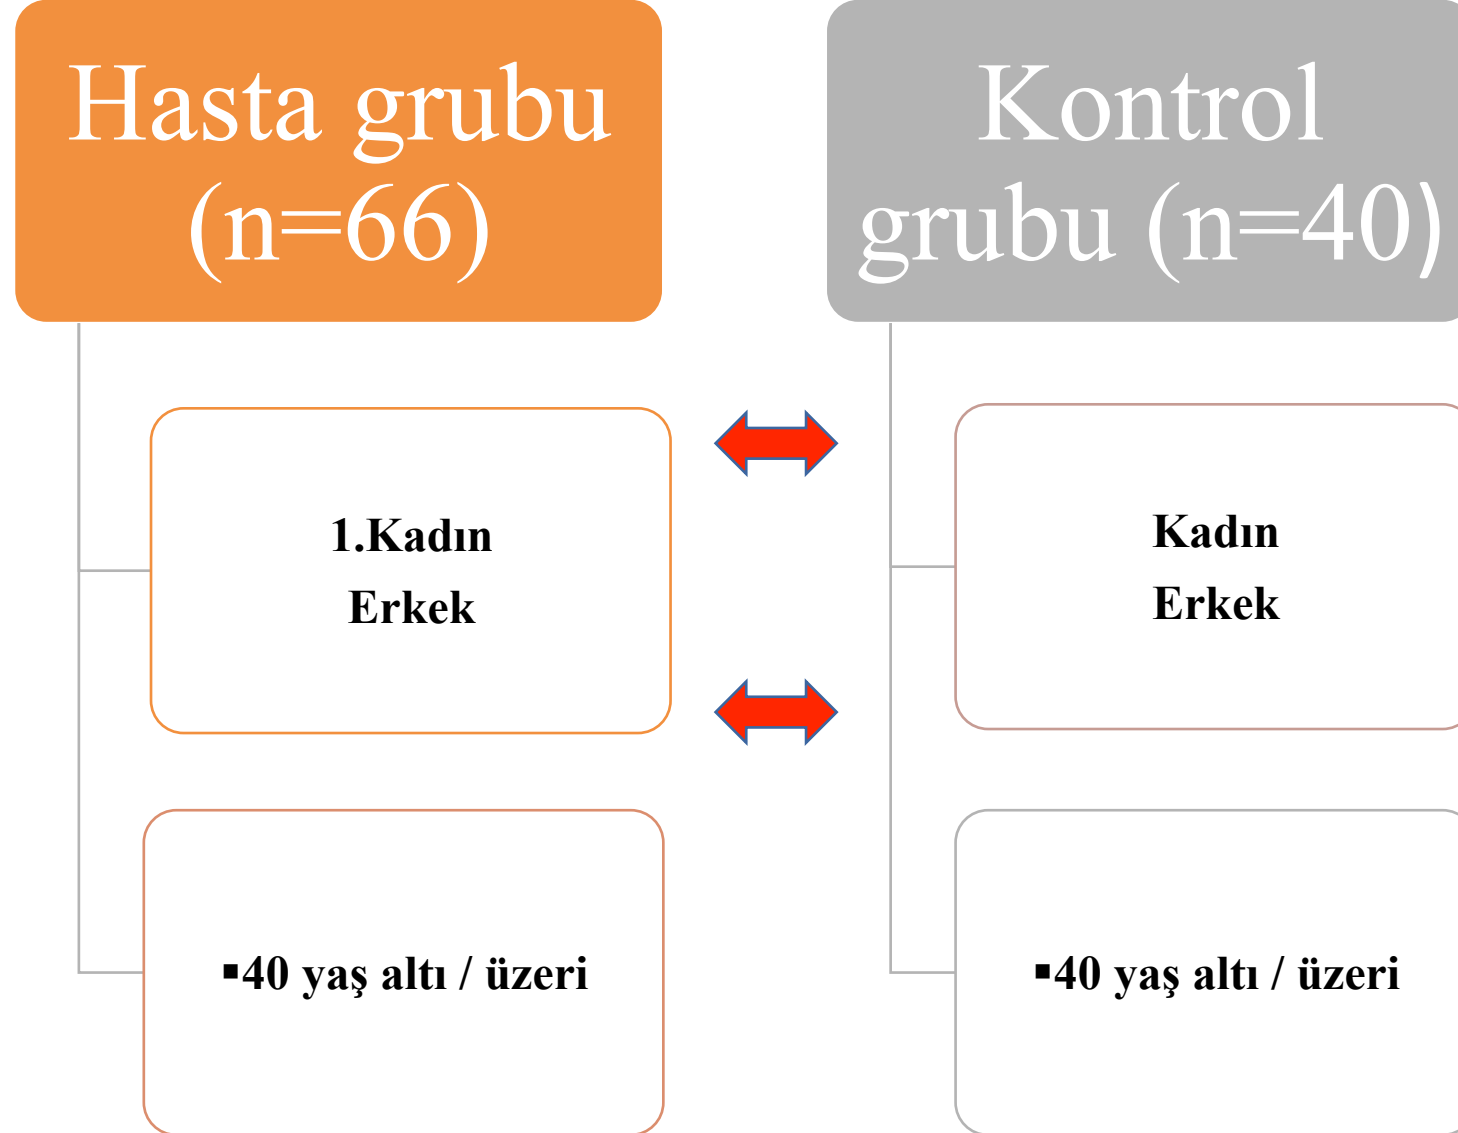 Hasta grubu
(n=66)
1.Kadın
Erkek
▪40 yaş altı / üzeri
Kontrol
grubu (n=40)
Kadın
Erkek
▪40 yaş altı / üzeri